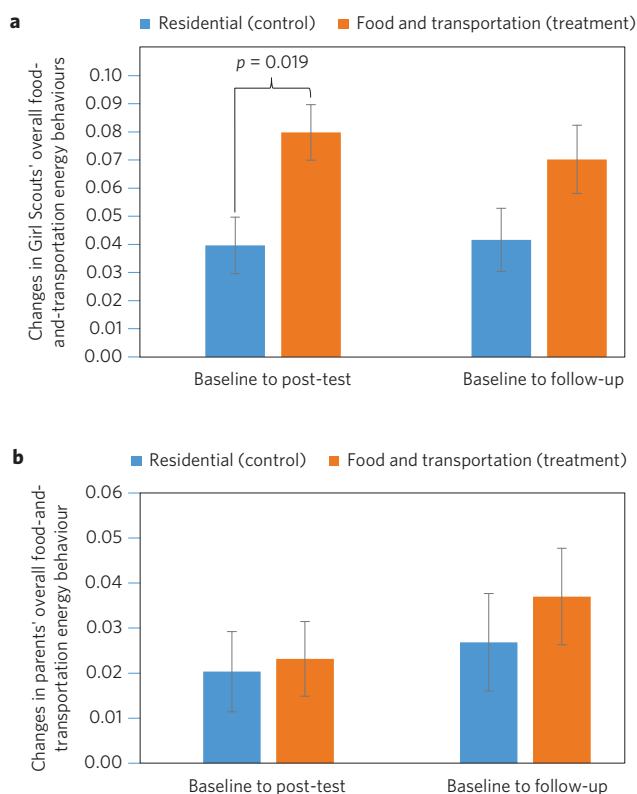 a
Residential (control) Food and transportation (treatment)
Changes in Girl Scouts' overall food-
and-transportation energy behaviours
0.10
0.09
0.08
0.07
0.06
0.05
0.04
0.03
0.02
0.01
0.00
p = 0.019
Baseline to post-test Baseline to follow-up
b
Residential (control) Food and transportation (treatment)
Changes in parents' overall food-and-
transportation energy behaviour
0.06
0.05
0.04
0.03
0.02
0.01
0.00
Baseline to post-test Baseline to follow-up